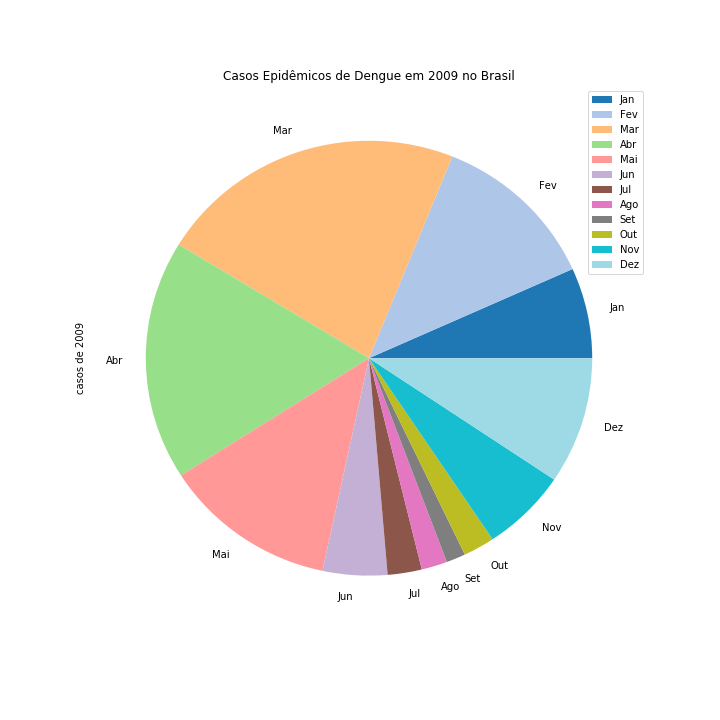 Casos Epidêmicos de Dengue em 2009 no Brasil
Jan
Fev
Mar
Abr
Mai
Jun
Jul
Ago
Set
Out
Nov
Dez
Mar
Fev
Jan
casos de 2009
Abr
Dez
Nov
Mai
Out
Set
Ago
Jul
Jun